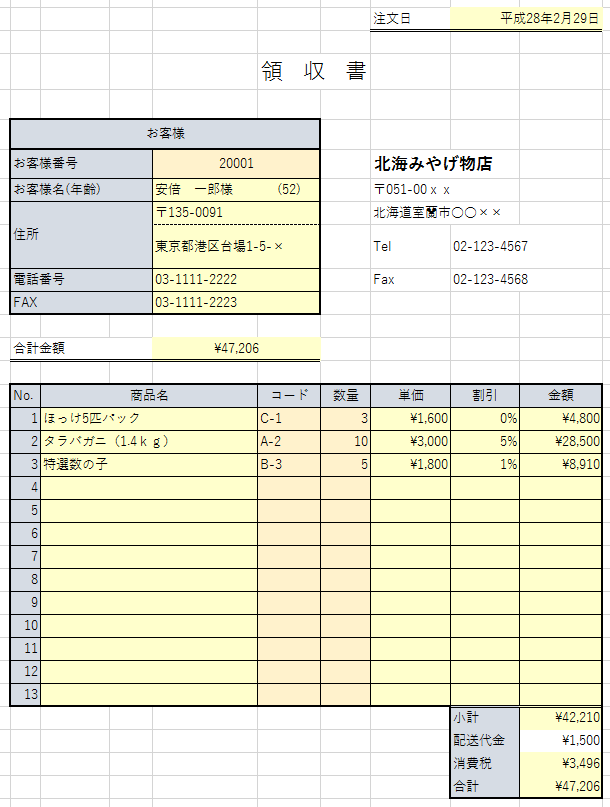 注文日 平成28年2月29日
領 収 書
お客様
お客様番号 20001
お客様名(年齢) 安倍 一郎様 (52)
住所 〒135-0091
東京都港区台場1-5-×
電話番号 03-1111-2222
FAX 03-1111-2223
北海みやげ物店
〒051-00ｘｘ
北海道室蘭市〇〇××
Tel 02-123-4567
Fax 02-123-4568
合計金額 ¥47,206
No. 商品名 コード 数量 単価 割引 金額
1 ほっけ5匹パック C-1 3 ¥1,600 0% ¥4,800
2 タラバガニ（1.4ｋｇ） A-2 10 ¥3,000 5% ¥28,500
3 特選数の子 B-3 5 ¥1,800 1% ¥8,910
4
5
6
7
8
9
10
11
12
13
小計 ¥42,210
配送代金 ¥1,500
消費税 ¥3,496
合計 ¥47,206